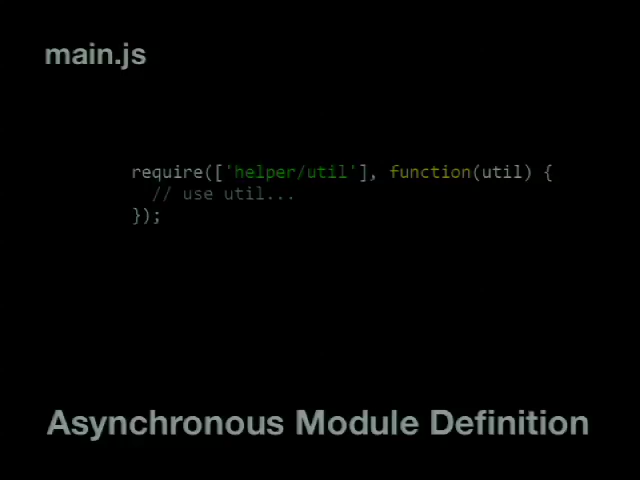 main.js
require(['helper/util'], function(util) {
// use util...
});
Asynchronous Module Definition